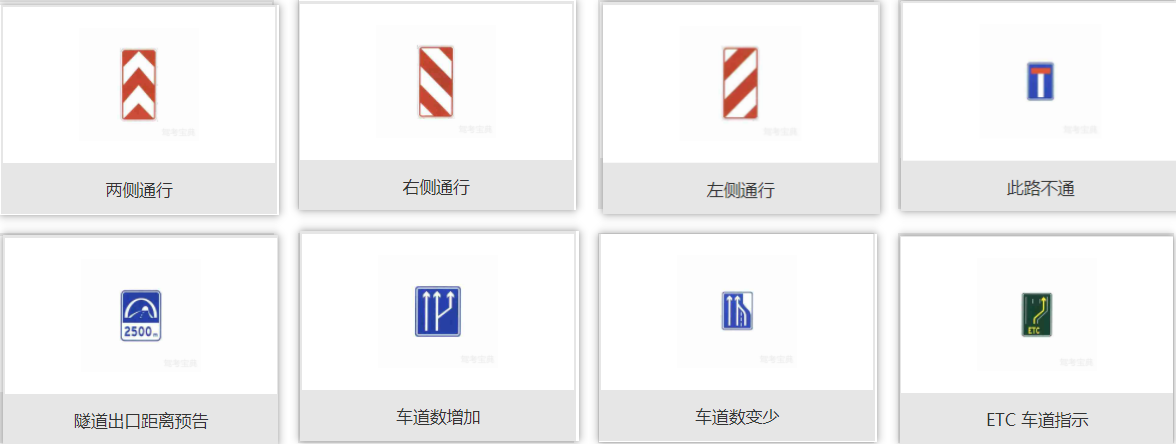 驾考宝典
驾考宝典
驾考宝典
驾考宝典
两侧通行
右侧通行
左侧通行
此路不通
2500m
ETC
驾考宝典
驾考宝典
驾考宝典
驾考宝典
隧道出口距离预告
车道数增加
车道数变少
ETC 车道指示